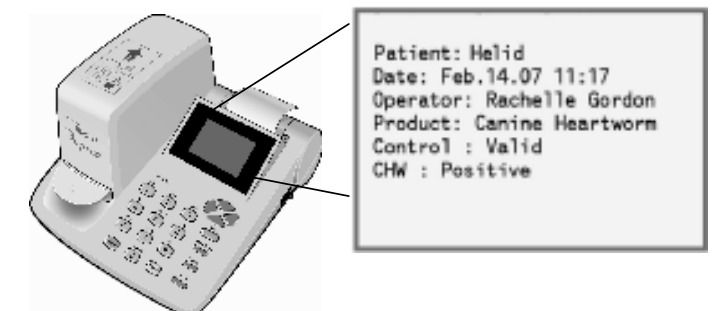 Patient: Helid
Date: Feb.14.07 11:17
Operator: Rachelle Gordon
Product: Canine Heartworm
Control : Valid
CHW : Positive